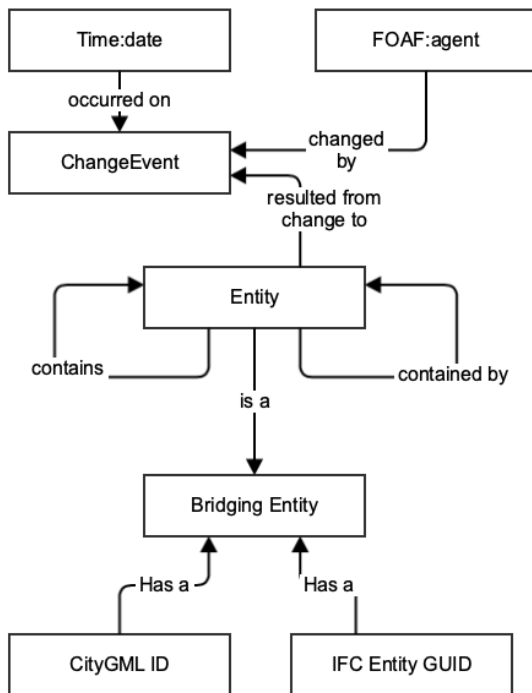 Time:date
FOAF:agent
occurred on
changed
by
ChangeEvent
resulted from
change to
Entity
contains
contained by
is a
Bridging Entity
Has a
Has a
CityGML ID
IFC Entity GUID